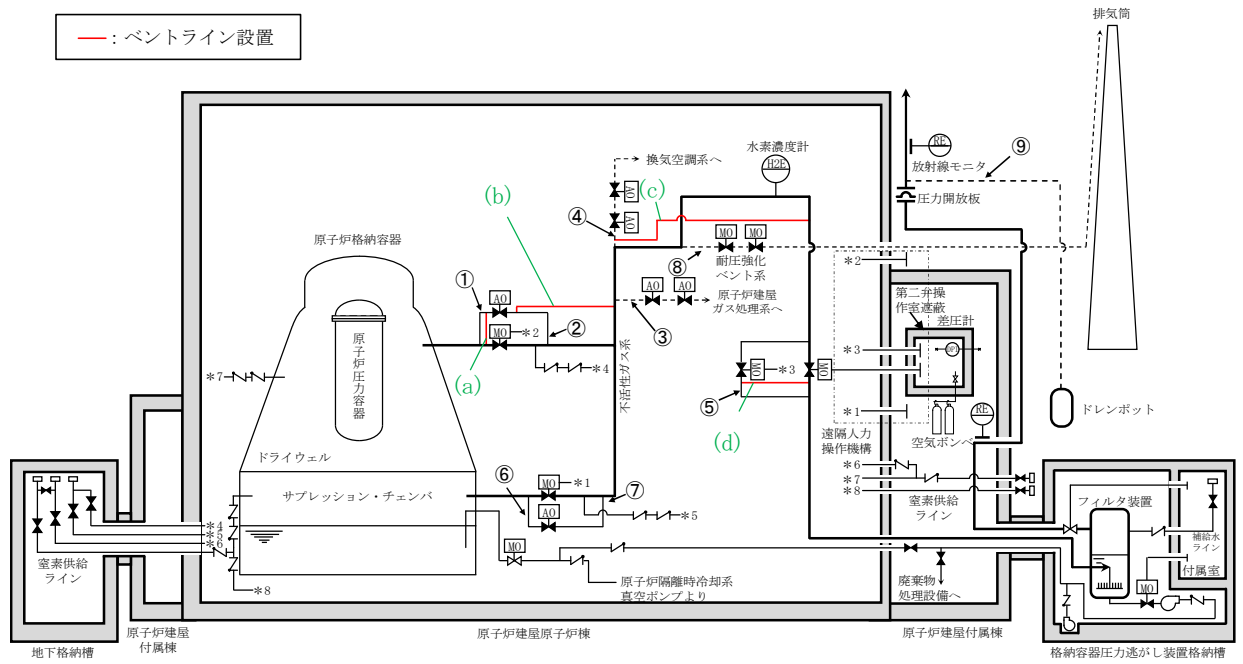 ：ベントライン設置
排気筒
水素濃度計
H2E
換気空調系へ
RE
放射線モニタ
⑨
AO
AO
(b)
(c)
④
圧力開放板
原子炉格納容器
MO
MO
⑧
耐圧強化
ベント系
＊2
①
AO
AO
AO
原子炉建屋
ガス処理系へ
③
第二弁操
作室遮蔽
差圧計
MO
＊2
②
原子炉圧力容器
＊4
不活性ガス系
＊3
DPI
＊7
(a)
MO
＊3
MO
⑤
(d)
＊1
RE
ドレンポット
遠隔人力
操作機構
空気ボンベ
ドライウェル
＊6
＊7
＊8
窒素供給
ライン
サプレッション・チェンバ
⑥
MO
＊1
⑦
AO
＊5
フィルタ装置
補給水
ライン
付属室
＊4
＊5
＊6
窒素供給
ライン
＊8
MO
原子炉隔離時冷却系
真空ポンプより
廃棄物
処理設備へ
MO
原子炉建屋
付属棟
原子炉建屋原子炉棟
原子炉建屋付属棟
地下格納槽
格納容器圧力逃がし装置格納槽